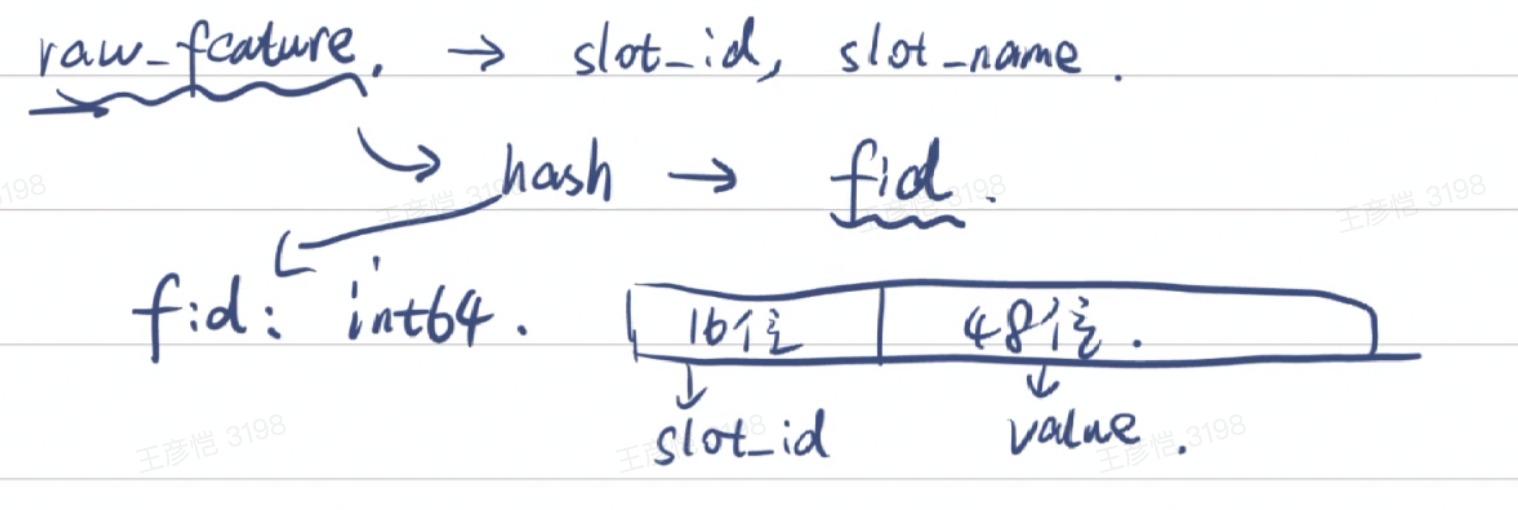 raw_feature. → slot_id, slot_name.
hash → fid.
fid: int64. 16位 48位.
slot_id value.
王彦恺 3198
王彦恺 3198
王彦恺 3198
王彦恺 3198
王彦恺 3198
王彦恺 3198